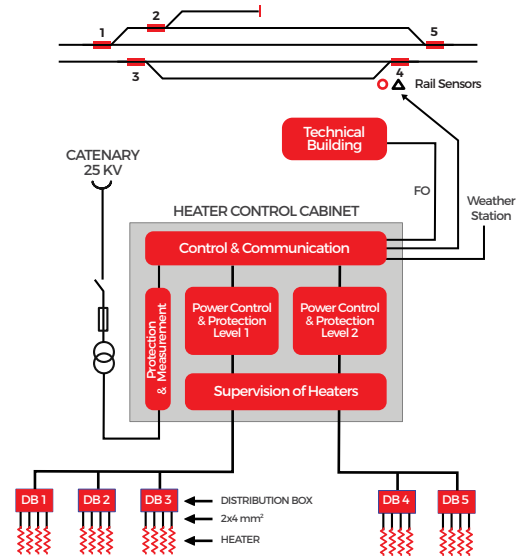 2
1
5
3
4
Rail Sensors
Technical
Building
CATENARY
25 KV
FO
Weather
Station
HEATER CONTROL CABINET
Control & Communication
Protection
& Measurement
Power Control
& Protection
Level 1
Power Control
& Protection
Level 2
Supervision of Heaters
DB 1
DB 2
DB 3
DISTRIBUTION BOX
DB 4
DB 5
2x4 mm²
HEATER